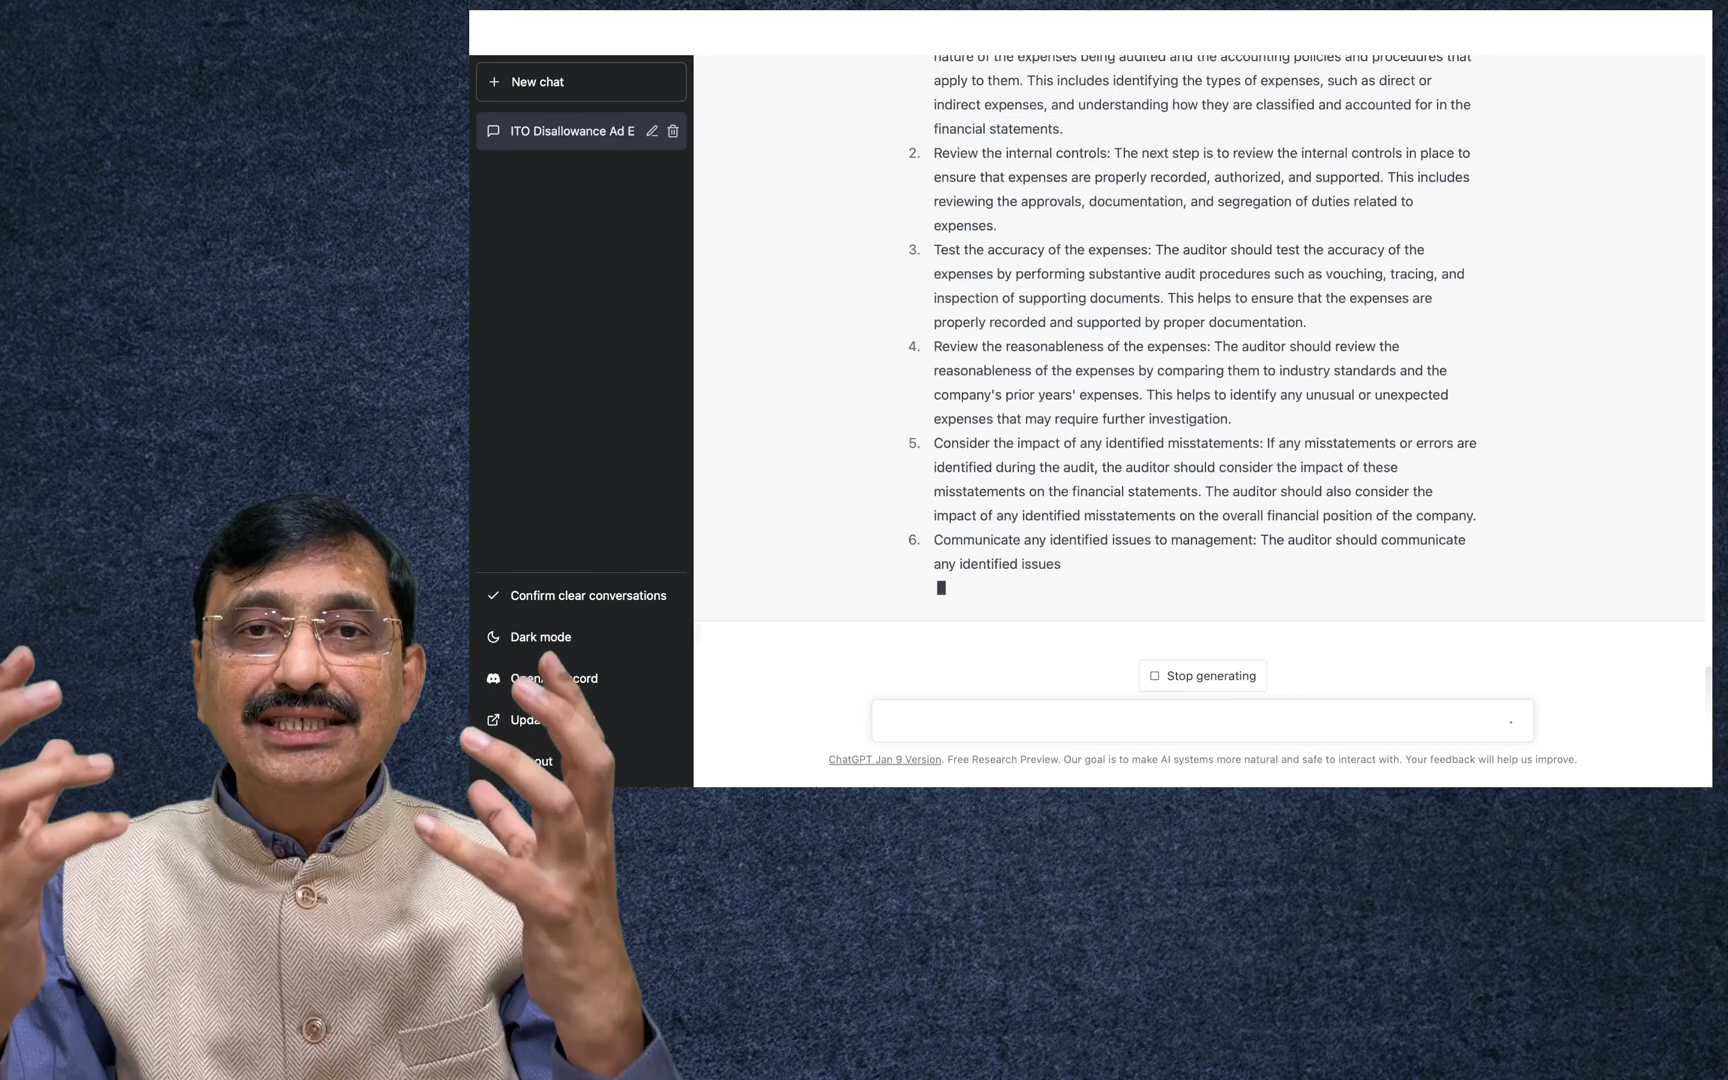 New chat
ITO Disallowance Ad E
Confirm clear conversations
Dark mode
cord
out
nature of the expenses being audited and the accounting policies and procedures that
apply to them. This includes identifying the types of expenses, such as direct or
indirect expenses, and understanding how they are classified and accounted for in the
financial statements.
2. Review the internal controls: The next step is to review the internal controls in place to
ensure that expenses are properly recorded, authorized, and supported. This includes
reviewing the approvals, documentation, and segregation of duties related to
expenses.
3. Test the accuracy of the expenses: The auditor should test the accuracy of the
expenses by performing substantive audit procedures such as vouching, tracing, and
inspection of supporting documents. This helps to ensure that the expenses are
properly recorded and supported by proper documentation.
4. Review the reasonableness of the expenses: The auditor should review the
reasonableness of the expenses by comparing them to industry standards and the
company's prior years' expenses. This helps to identify any unusual or unexpected
expenses that may require further investigation.
5. Consider the impact of any identified misstatements: If any misstatements or errors are
identified during the audit, the auditor should consider the impact of these
misstatements on the financial statements. The auditor should also consider the
impact of any identified misstatements on the overall financial position of the company.
6. Communicate any identified issues to management: The auditor should communicate
any identified issues
Stop generating
ChatGPT Jan 9 Version. Free Research Preview. Our goal is to make AI systems more natural and safe to interact with. Your feedback will help us improve.